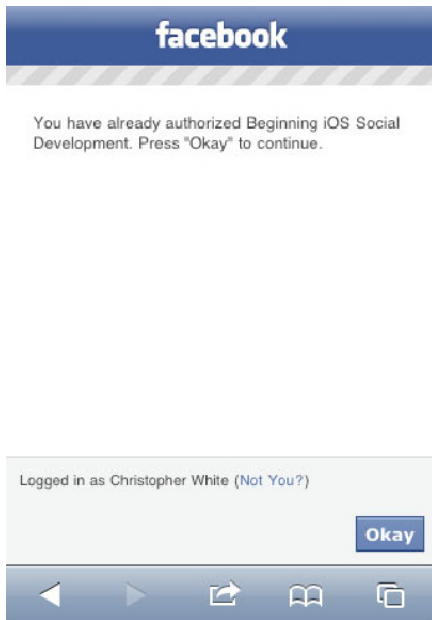 facebook
You have already authorized Beginning iOS Social
Development. Press "Okay" to continue.
Logged in as Christopher White (Not You?)
Okay